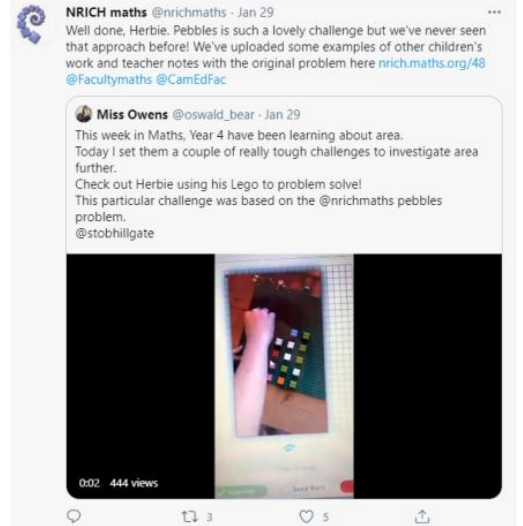 NRICH maths @nrichmaths · Jan 29
Well done, Herbie. Pebbles is such a lovely challenge but we've never seen
that approach before! We've uploaded some examples of other children's
work and teacher notes with the original problem here nrich.maths.org/48
@Facultymaths @CamEdFac
Miss Owens @oswald_bear · Jan 29
This week in Maths, Year 4 have been learning about area.
Today I set them a couple of really tough challenges to investigate area
further.
Check out Herbie using his Lego to problem solve!
This particular challenge was based on the @nrichmaths pebbles
problem.
@stobhillgate
Send Back
0:02 444 views
3 5